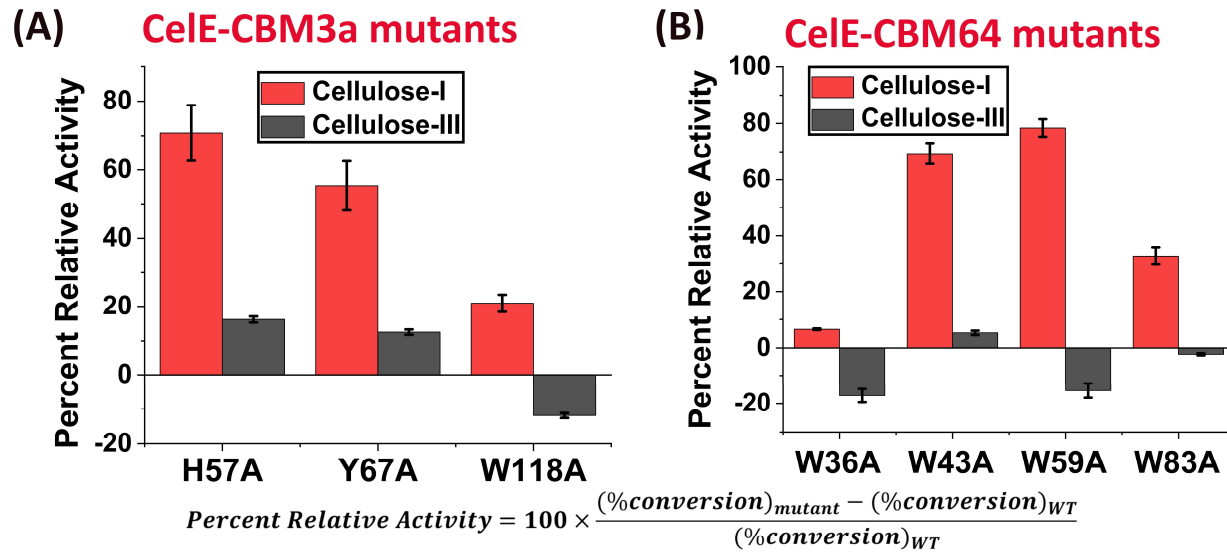 (A) CelE-CBM3a mutants
Percent Relative Activity
80
60
40
20
0
-20
Cellulose-I
Cellulose-III
H57A Y67A W118A
(B) CelE-CBM64 mutants
Percent Relative Activity
100
80
60
40
20
0
-20
Cellulose-I
Cellulose-III
W36A W43A W59A W83A
Percent Relative Activity = 100 × (%conversion)mutant − (%conversion)WT
(%conversion)WT